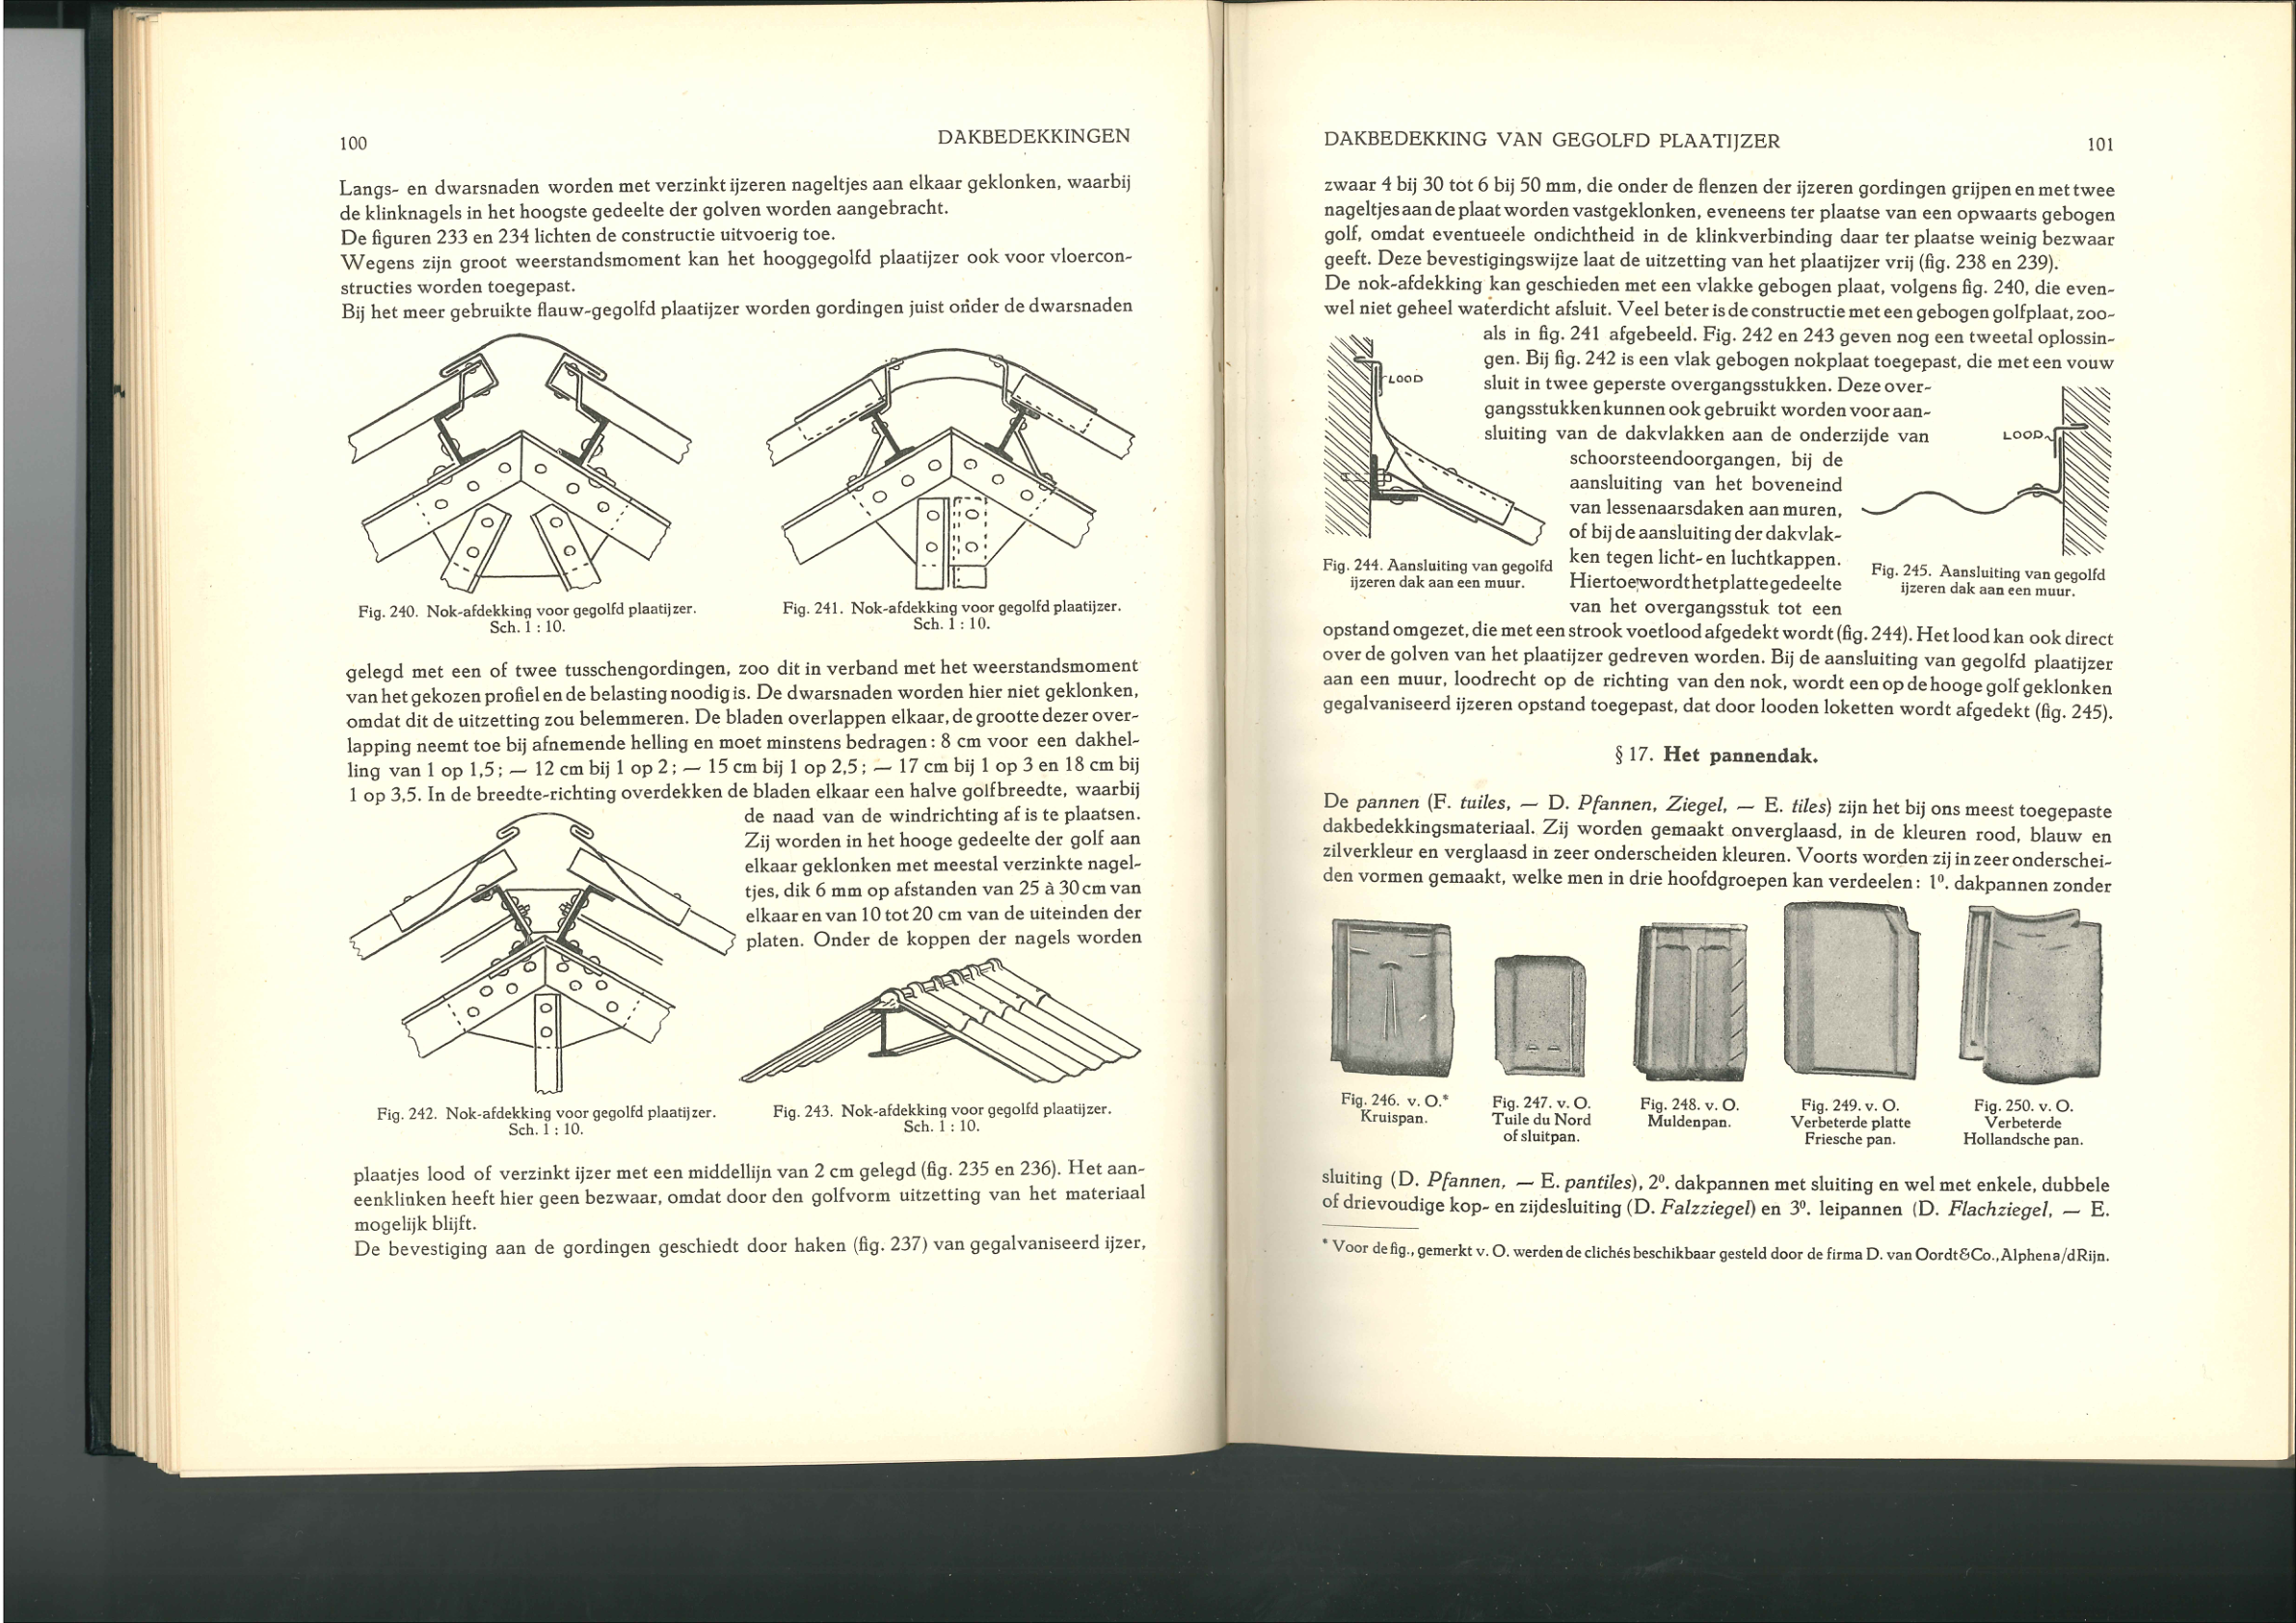 100
DAKBEDEKKINGEN
Langs- en dwarsnaden worden met verzinkt ijzeren nageltjes aan elkaar geklonken, waarbij
de klinknagels in het hoogste gedeelte der golven worden aangebracht.
De figuren 233 en 234 lichten de constructie uitvoerig toe.
Wegens zijn groot weerstandsmoment kan het hooggegolfd plaatijzer ook voor vloercon-
structies worden toegepast.
Bij het meer gebruikte flauw-gegolfd plaatijzer worden gordingen juist onder de dwarsnaden
Fig. 240. Nok-afdekking voor gegolfd plaatijzer.
Sch. 1 : 10.
Fig. 241. Nok-afdekking voor gegolfd plaatijzer.
Sch. 1 : 10.
gelegd met een of twee tusschengordingen, zoo dit in verband met het weerstandsmoment
van het gekozen profiel en de belasting noodig is. De dwarsnaden worden hier niet geklonken,
omdat dit de uitzetting zou belemmeren. De bladen overlappen elkaar, de grootte dezer over-
lapping neemt toe bij afnemende helling en moet minstens bedragen: 8 cm voor een dakhel-
ling van 1 op 1,5; — 12 cm bij 1 op 2; — 15 cm bij 1 op 2,5; — 17 cm bij 1 op 3 en 18 cm bij
1 op 3,5. In de breedte-richting overdekken de bladen elkaar een halve golfbreedte, waarbij
de naad van de windrichting af is te plaatsen.
Zij worden in het hooge gedeelte der golf aan
elkaar geklonken met meestal verzinkte nagel-
tjes, dik 6 mm op afstanden van 25 à 30 cm van
elkaar en van 10 tot 20 cm van de uiteinden der
platen. Onder de koppen der nagels worden
Fig. 242. Nok-afdekking voor gegolfd plaatijzer.
Sch. 1 : 10.
Fig. 243. Nok-afdekking voor gegolfd plaatijzer.
Sch. 1 : 10.
plaatjes lood of verzinkt ijzer met een middellijn van 2 cm gelegd (fig. 235 en 236). Het aan-
eenklinken heeft hier geen bezwaar, omdat door den golfvorm uitzetting van het materiaal
mogelijk blijft.
De bevestiging aan de gordingen geschiedt door haken (fig. 237) van gegalvaniseerd ijzer,
DAKBEDEKKING VAN GEGOLFD PLAATIJZER
101
zwaar 4 bij 30 tot 6 bij 50 mm, die onder de flenzen der ijzeren gordingen grijpen en met twee
nageltjes aan de plaat worden vastgeklonken, eveneens ter plaatse van een opwaarts gebogen
golf, omdat eventueele ondichtheid in de klinkverbinding daar ter plaatse weinig bezwaar
geeft. Deze bevestigingswijze laat de uitzetting van het plaatijzer vrij (fig. 238 en 239).
De nok-afdekking kan geschieden met een vlakke gebogen plaat, volgens fig. 240, die even-
wel niet geheel waterdicht afsluit. Veel beter is de constructie met een gebogen golfplaat, zoo-
als in fig. 241 afgebeeld. Fig. 242 en 243 geven nog een tweetal oplossin-
gen. Bij fig. 242 is een vlak gebogen nokplaat toegepast, die met een vouw
sluit in twee geperste overgangsstukken. Deze over-
gangsstukken kunnen ook gebruikt worden voor aan-
sluiting van de dakvlakken aan de onderzijde van
schoorsteendoorgangen, bij de
aansluiting van het boveneind
van lessenaarsdaken aan muren,
of bij de aansluiting der dakvlak-
ken tegen licht- en luchtkappen.
Hiertoe wordt het platte gedeelte
van het overgangsstuk tot een
LOOD
Fig. 244. Aansluiting van gegolfd
ijzeren dak aan een muur.
LOOD
Fig. 245. Aansluiting van gegolfd
ijzeren dak aan een muur.
opstand omgezet, die met een strook voetlood afgedekt wordt (fig. 244). Het lood kan ook direct
over de golven van het plaatijzer gedreven worden. Bij de aansluiting van gegolfd plaatijzer
aan een muur, loodrecht op de richting van den nok, wordt een op de hooge golf geklonken
gegalvaniseerd ijzeren opstand toegepast, dat door looden loketten wordt afgedekt (fig. 245).
§ 17. Het pannendak.
De pannen (F. tuiles, — D. Pfannen, Ziegel, — E. tiles) zijn het bij ons meest toegepaste
dakbedekkingsmateriaal. Zij worden gemaakt onverglaasd, in de kleuren rood, blauw en
zilverkleur en verglaasd in zeer onderscheiden kleuren. Voorts worden zij in zeer onderschei-
den vormen gemaakt, welke men in drie hoofdgroepen kan verdeelen: 1⁰. dakpannen zonder
Fig. 246. v. O.*
Kruispan.
Fig. 247. v. O.
Tuile du Nord
of sluitpan.
Fig. 248. v. O.
Muldenpan.
Fig. 249. v. O.
Verbeterde platte
Friesche pan.
Fig. 250. v. O.
Verbeterde
Hollandsche pan.
sluiting (D. Pfannen, — E. pantiles), 2⁰. dakpannen met sluiting en wel met enkele, dubbele
of drievoudige kop- en zijdesluiting (D. Falzziegel) en 3⁰. leipannen (D. Flachziegel, — E.
* Voor de fig., gemerkt v. O. werden de clichés beschikbaar gesteld door de firma D. van Oordt&Co., Alphen a/d Rijn.